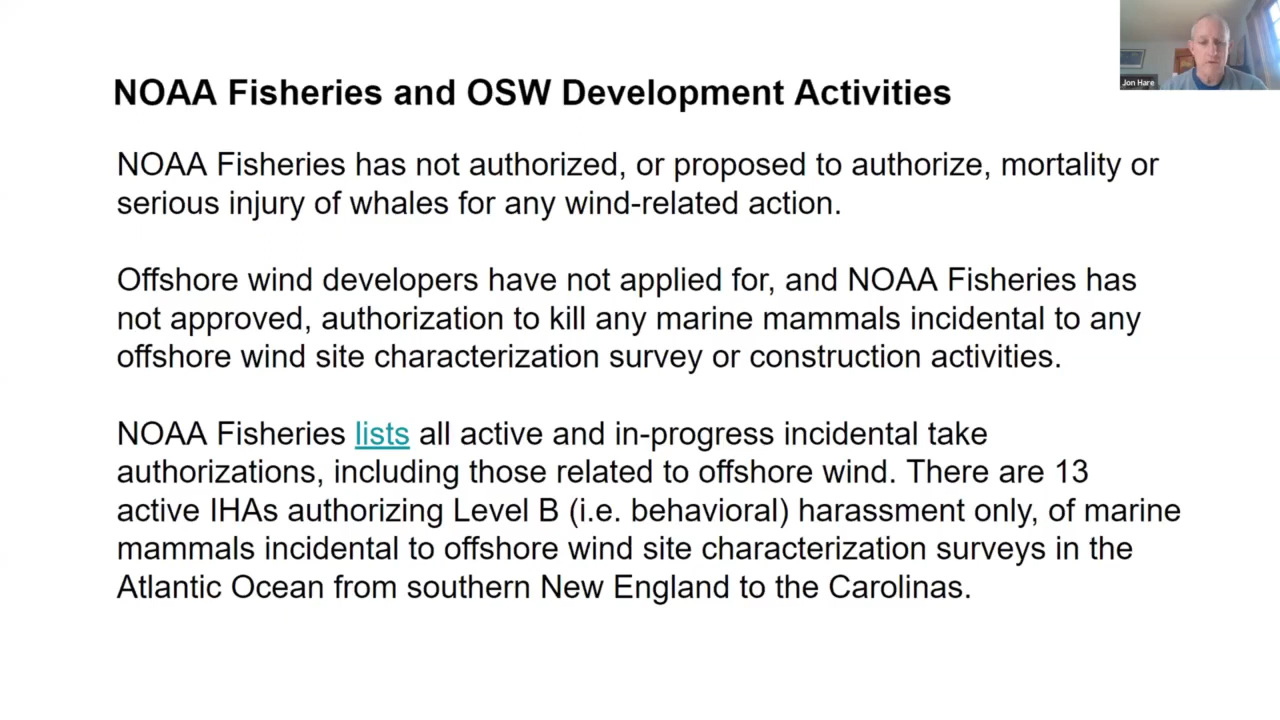 Jon Hare
NOAA Fisheries and OSW Development Activities
NOAA Fisheries has not authorized, or proposed to authorize, mortality or
serious injury of whales for any wind-related action.
Offshore wind developers have not applied for, and NOAA Fisheries has
not approved, authorization to kill any marine mammals incidental to any
offshore wind site characterization survey or construction activities.
NOAA Fisheries lists all active and in-progress incidental take
authorizations, including those related to offshore wind. There are 13
active IHAs authorizing Level B (i.e. behavioral) harassment only, of marine
mammals incidental to offshore wind site characterization surveys in the
Atlantic Ocean from southern New England to the Carolinas.